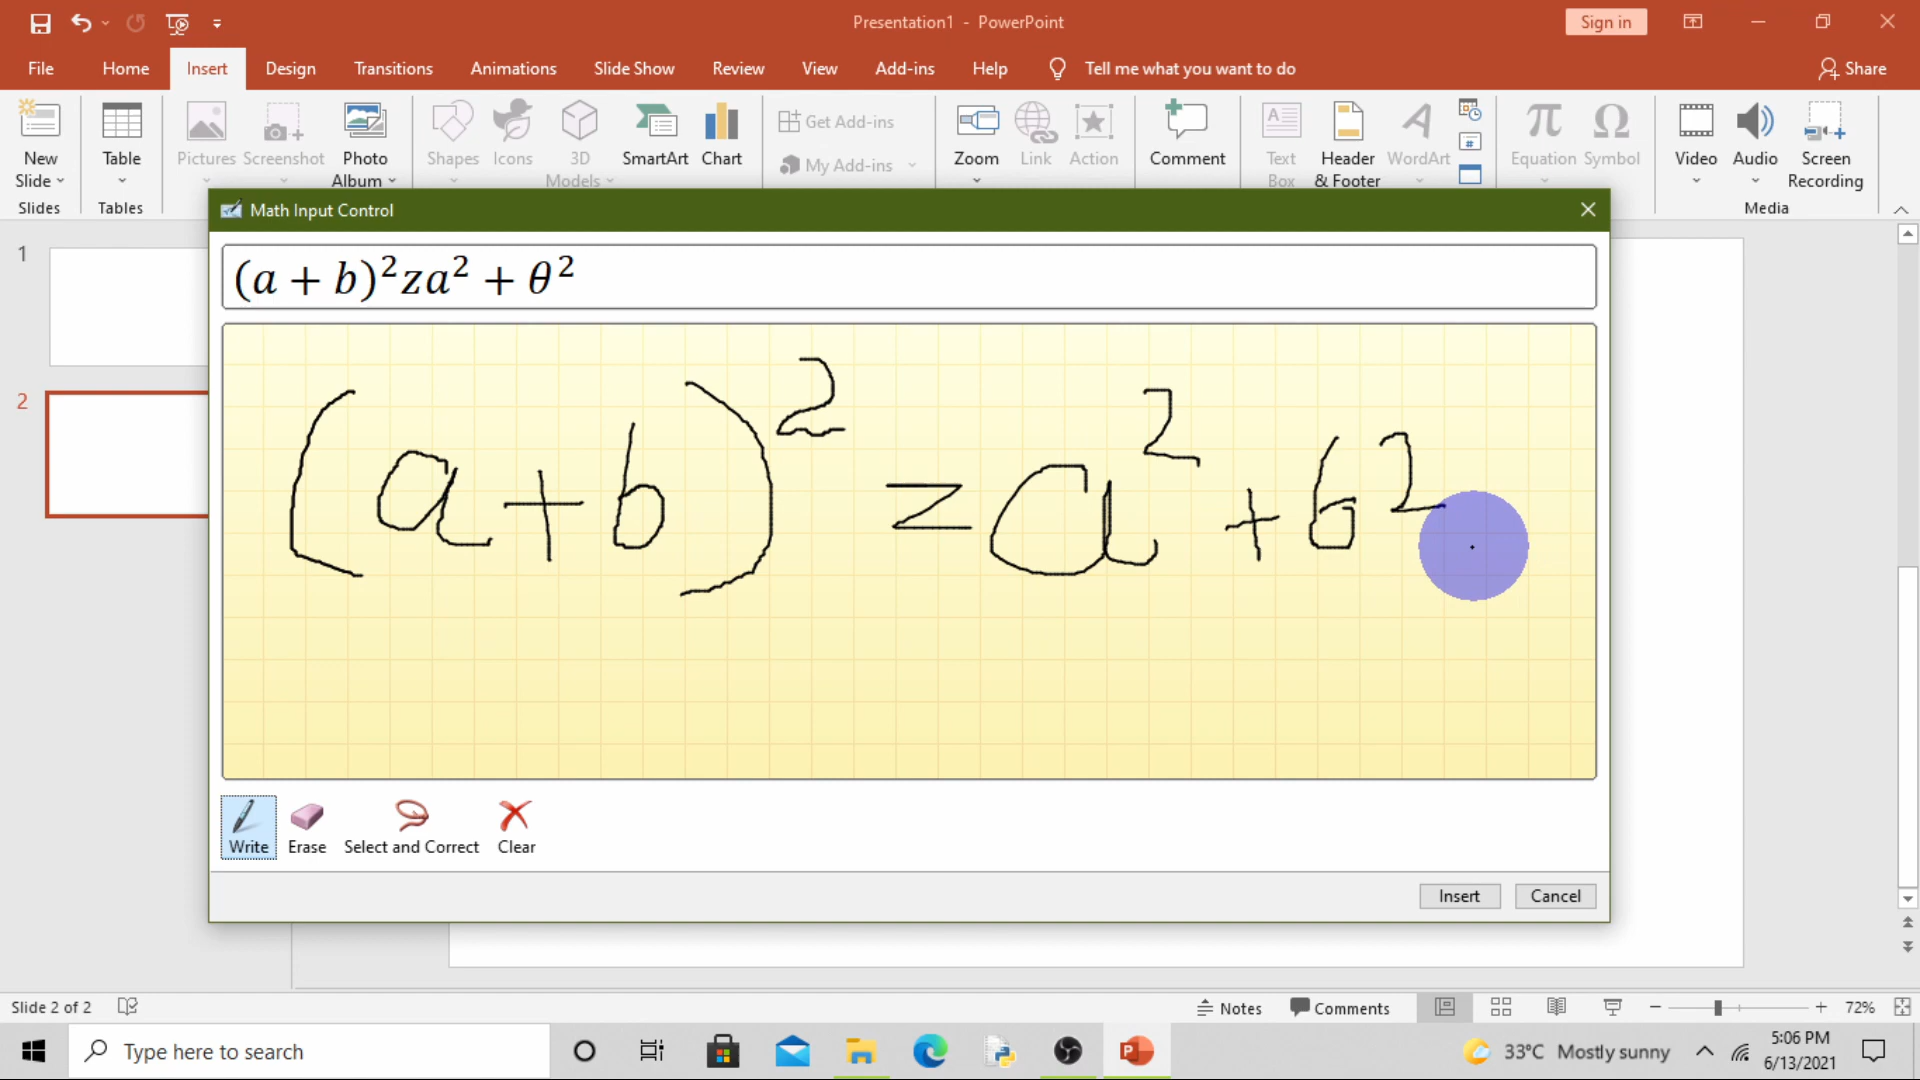 Presentation1 - PowerPoint
Sign in
File Home Insert Design Transitions Animations Slide Show Review View Add-ins Help Tell me what you want to do Share
New Slide
Table
Pictures
Screenshot
Photo Album
Shapes
Icons
3D Models
SmartArt
Chart
Get Add-ins
My Add-ins
Zoom
Link
Action
Comment
Text Box
Header & Footer
WordArt
Equation
Symbol
Video
Audio
Screen Recording
Slides
Tables
Media
Math Input Control
(a + b)²za² + θ²
(a+b)² = a² + b²
1
2
Write
Erase
Select and Correct
Clear
Insert
Cancel
Slide 2 of 2
Notes
Comments
72%
Type here to search
33°C Mostly sunny
5:06 PM
6/13/2021